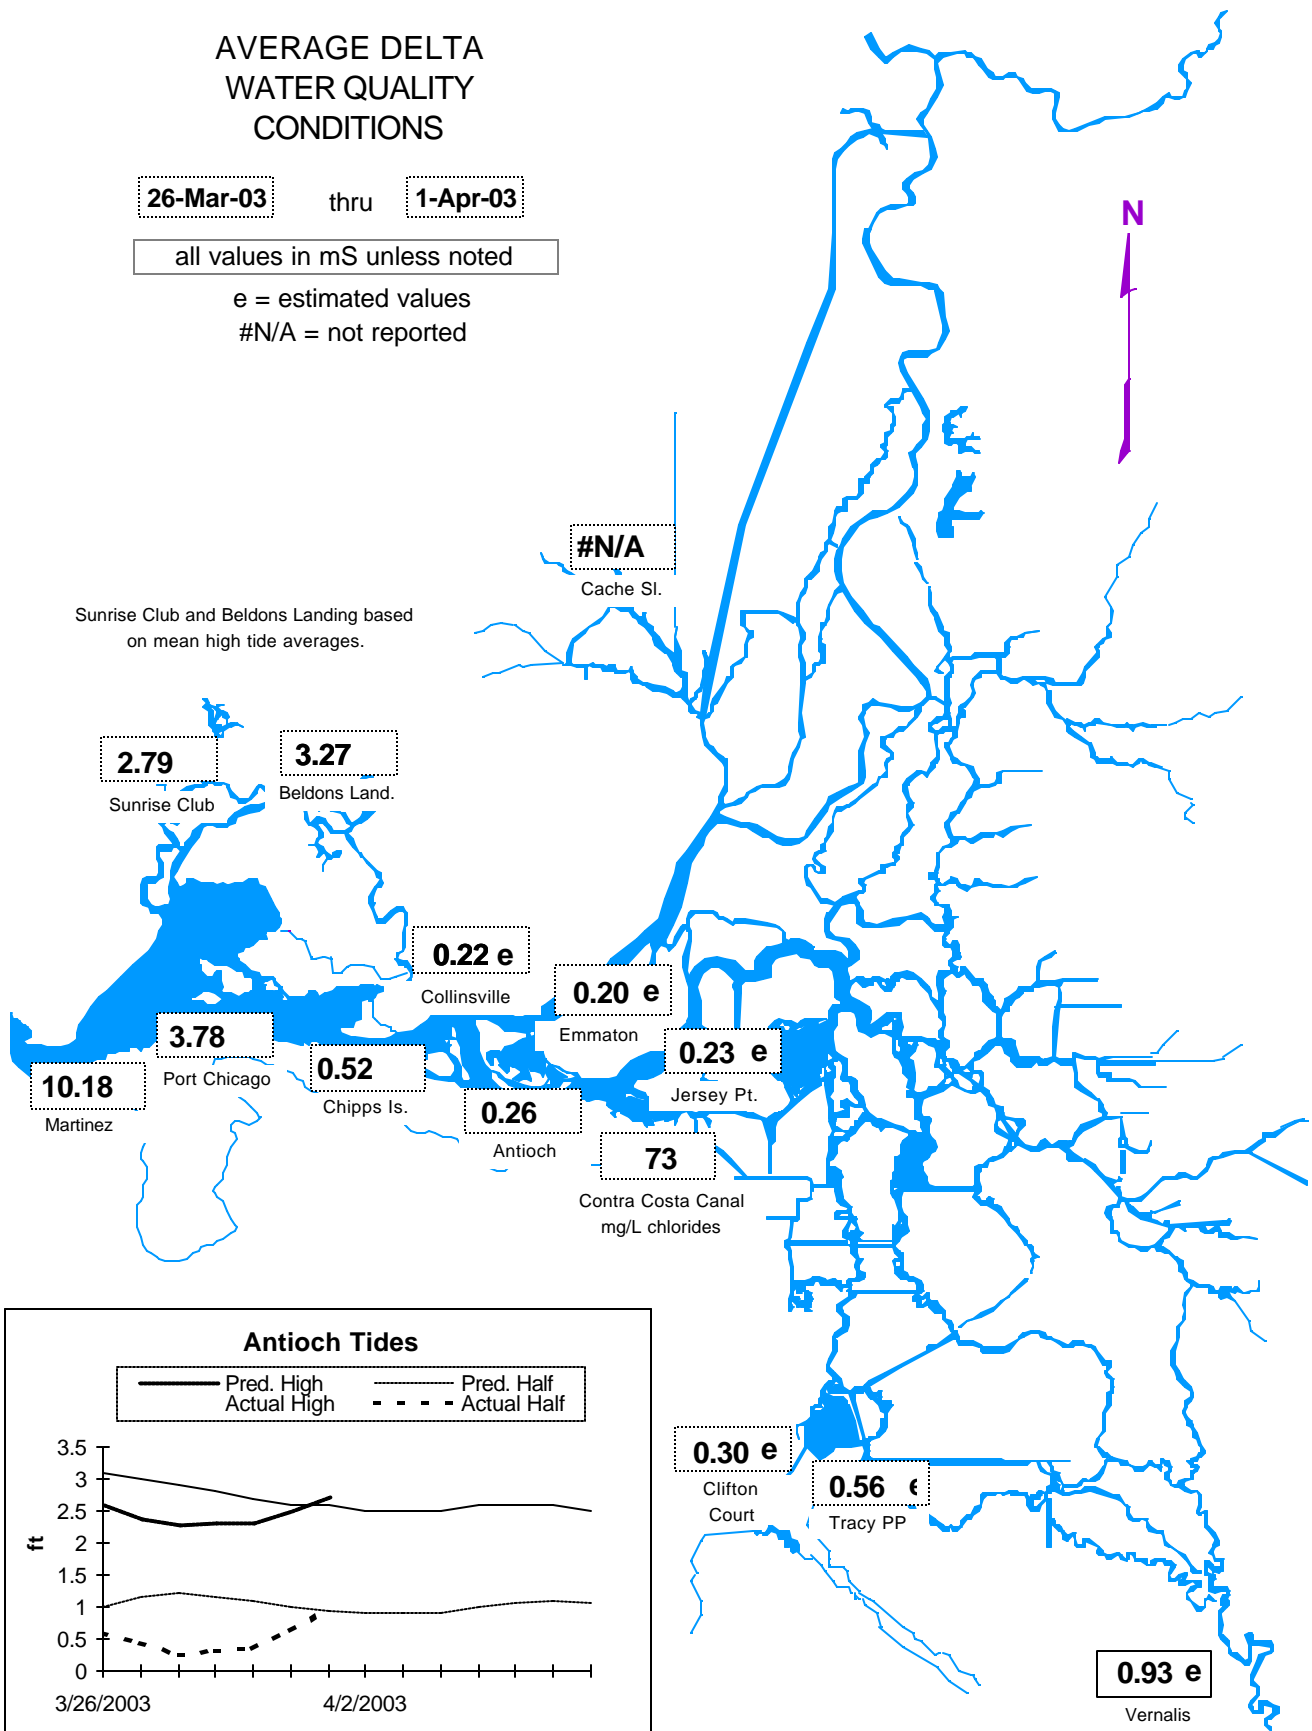 AVERAGE DELTA
WATER QUALITY
CONDITIONS
26-Mar-03 thru 1-Apr-03
all values in mS unless noted
e = estimated values
#N/A = not reported
N
#N/A
Cache Sl.
Sunrise Club and Beldons Landing based
on mean high tide averages.
2.79
Sunrise Club
3.27
Beldons Land.
0.22 e
Collinsville
0.20 e
Emmaton
3.78
Port Chicago
0.52
Chipps Is.
0.23 e
Jersey Pt.
10.18
Martinez
0.26
Antioch
73
Contra Costa Canal
mg/L chlorides
Antioch Tides
Pred. High Pred. Half
Actual High Actual Half
3.5
3
2.5
2
1.5
1
0.5
0
ft
3/26/2003 4/2/2003
0.30 e
Clifton
Court
0.56 e
Tracy PP
0.93 e
Vernalis